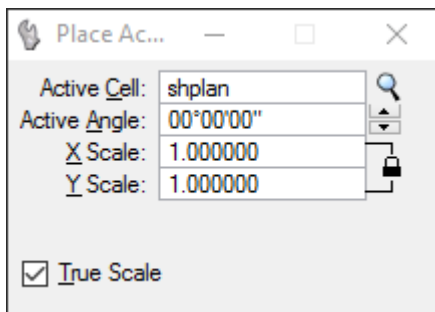 Place Ac...
Active Cell: shplan
Active Angle: 00°00'00"
X Scale: 1.000000
Y Scale: 1.000000
True Scale